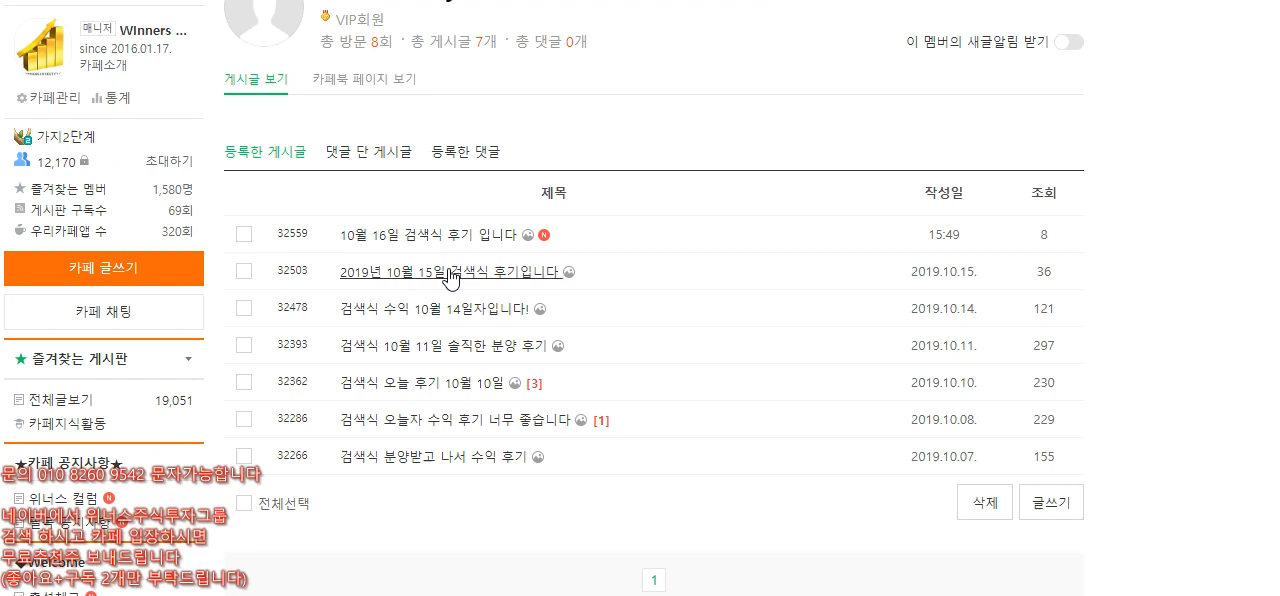 매니저 WInners ...
since 2016.01.17.
카페소개
카페관리 통계
가지2단계
12,170 초대하기
즐겨찾는 멤버 1,580명
게시판 구독수 69회
우리카페앱 수 320회
카페 글쓰기
카페 채팅
★ 즐겨찾는 게시판
전체글보기 19,051
카페지식활동
★카페 공지사항★
위너스 컬럼 N
VIP회원
총 방문 8회 · 총 게시글 7개 · 총 댓글 0개
이 멤버의 새글알림 받기
게시글 보기 카페북 페이지 보기
등록한 게시글 댓글 단 게시글 등록한 댓글
제목 작성일 조회
32559 10월 16일 검색식 후기 입니다 N 15:49 8
32503 2019년 10월 15일 검색식 후기입니다 2019.10.15. 36
32478 검색식 수익 10월 14일자입니다! 2019.10.14. 121
32393 검색식 10월 11일 솔직한 분양 후기 2019.10.11. 297
32362 검색식 오늘 후기 10월 10일 [3] 2019.10.10. 230
32286 검색식 오늘자 수익 후기 너무 좋습니다 [1] 2019.10.08. 229
32266 검색식 분양받고 나서 수익 후기 2019.10.07. 155
전체선택 삭제 글쓰기
1
문의 010 8260 9542 문자가능합니다
네이버에서 위너스주식투자그룹
검색 하시고 카페 입장하시면
무료추천주 보내드립니다
◆Welcome
(좋아요+구독 2개만 부탁드립니다)